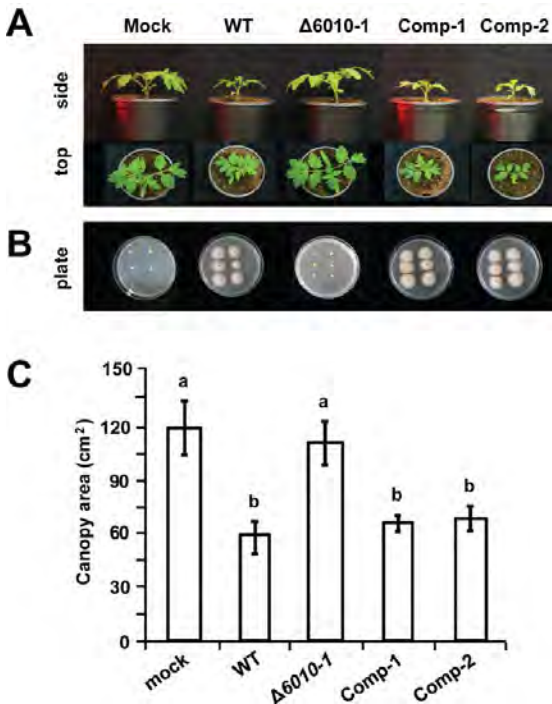 A
Mock WT Δ6010-1 Comp-1 Comp-2
side
top
B
plate
C
Canopy area (cm²)
150
120
90
60
30
0
a
b
a
b
b
mock WT Δ6010-1 Comp-1 Comp-2